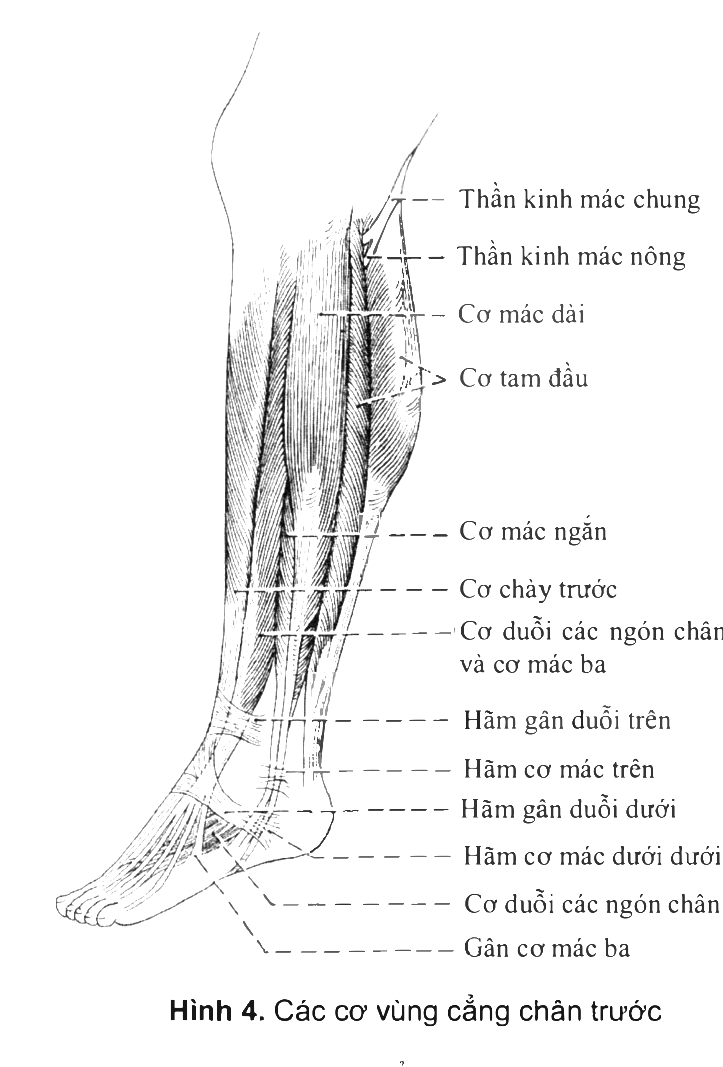 Thần kinh mác chung
Thần kinh mác nông
Cơ mác dài
Cơ tam đầu
Cơ mác ngắn
Cơ chày trước
Cơ duỗi các ngón chân
và cơ mác ba
Hãm gân duỗi trên
Hãm cơ mác trên
Hãm gân duỗi dưới
Hãm cơ mác dưới dưới
Cơ duỗi các ngón chân
Gân cơ mác ba
Hình 4. Các cơ vùng cẳng chân trước